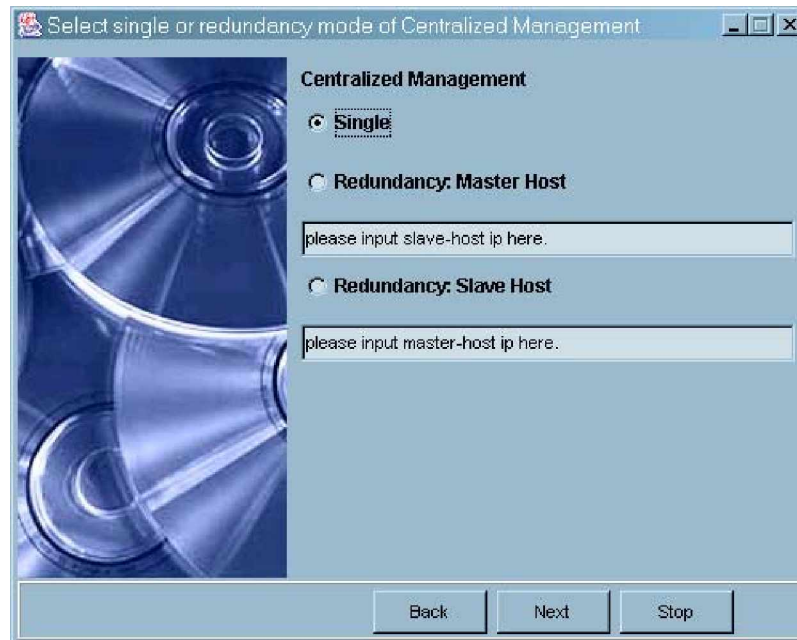 Select single or redundancy mode of Centralized Management
Centralized Management
Single
Redundancy: Master Host
please input slave-host ip here.
Redundancy: Slave Host
please input master-host ip here.
Back Next Stop